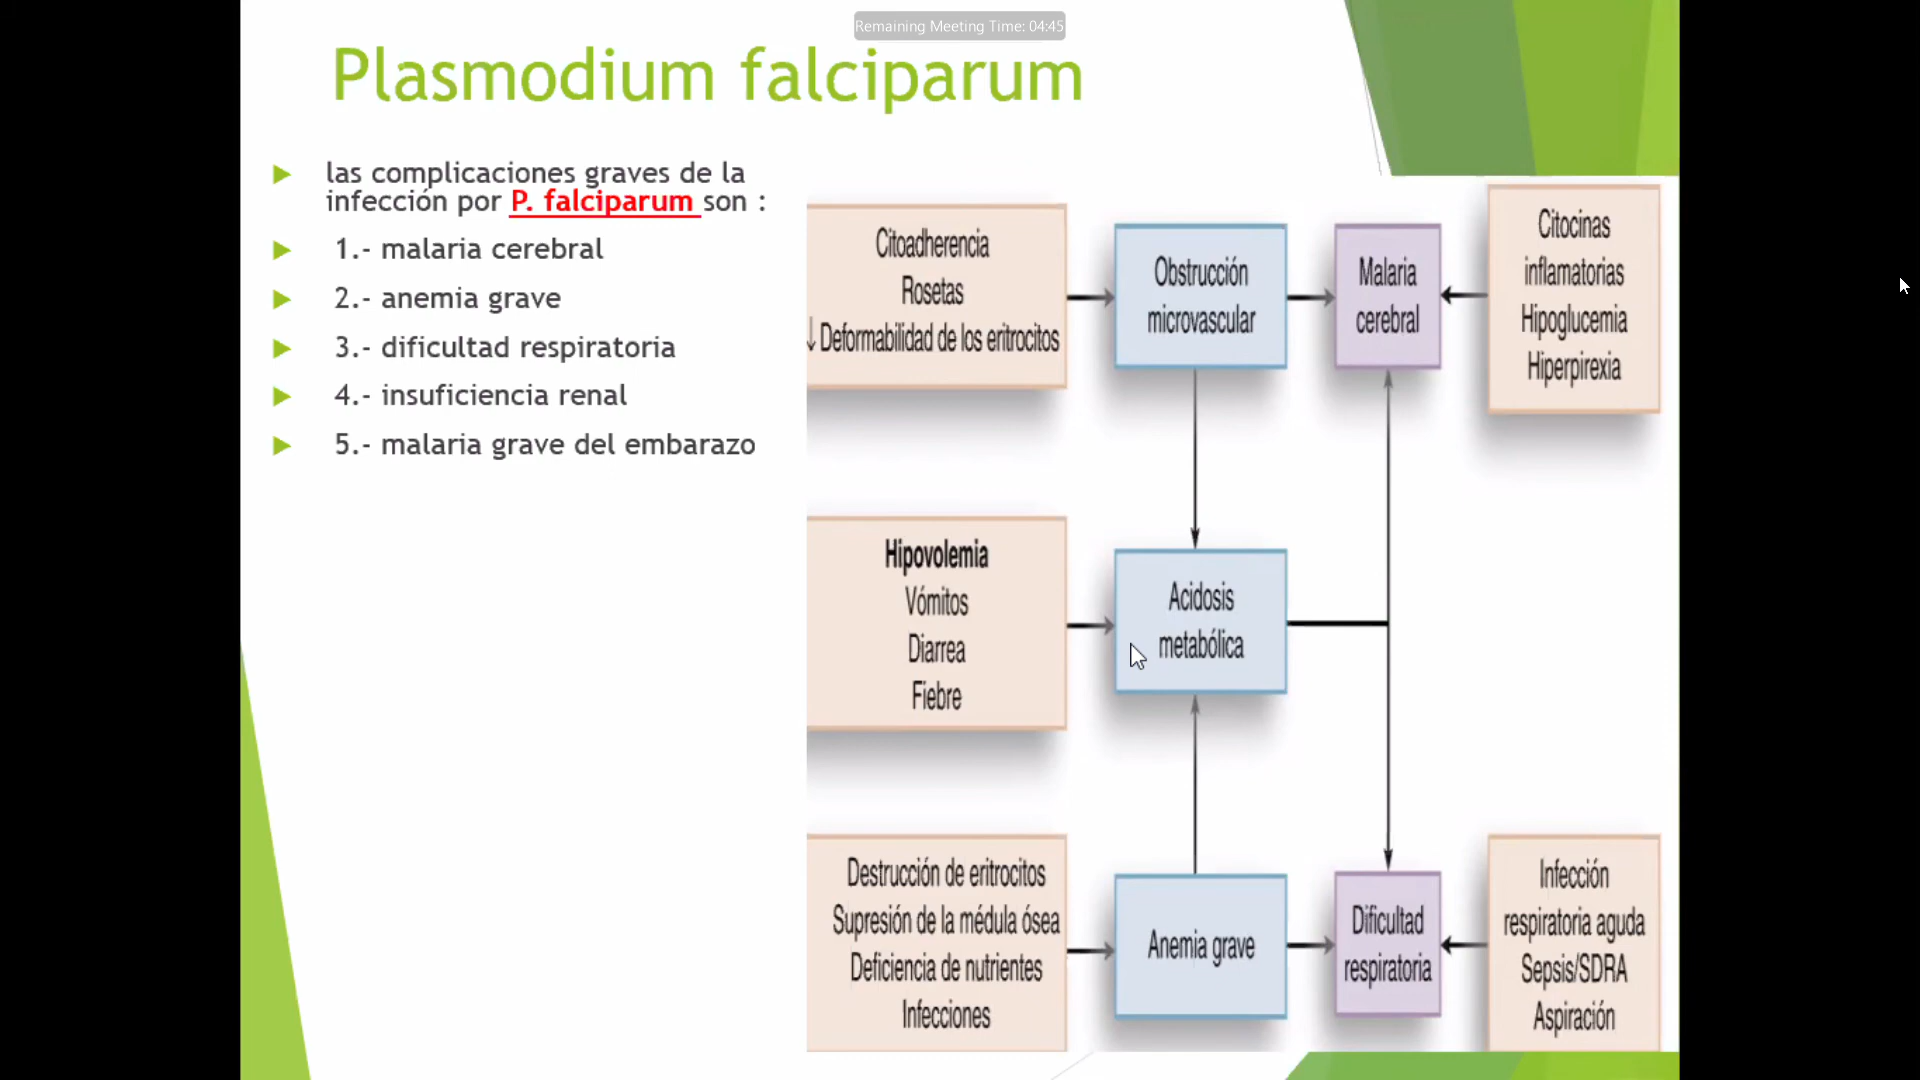 Remaining Meeting Time: 04:45
Plasmodium falciparum
las complicaciones graves de la
infección por P. falciparum son :
1.- malaria cerebral
2.- anemia grave
3.- dificultad respiratoria
4.- insuficiencia renal
5.- malaria grave del embarazo
Citoadherencia
Rosetas
↓ Deformabilidad de los eritrocitos
Obstrucción
microvascular
Malaria
cerebral
Citocinas
inflamatorias
Hipoglucemia
Hiperpirexia
Hipovolemia
Vómitos
Diarrea
Fiebre
Acidosis
metabólica
Destrucción de eritrocitos
Supresión de la médula ósea
Deficiencia de nutrientes
Infecciones
Anemia grave
Dificultad
respiratoria
Infección
respiratoria aguda
Sepsis/SDRA
Aspiración